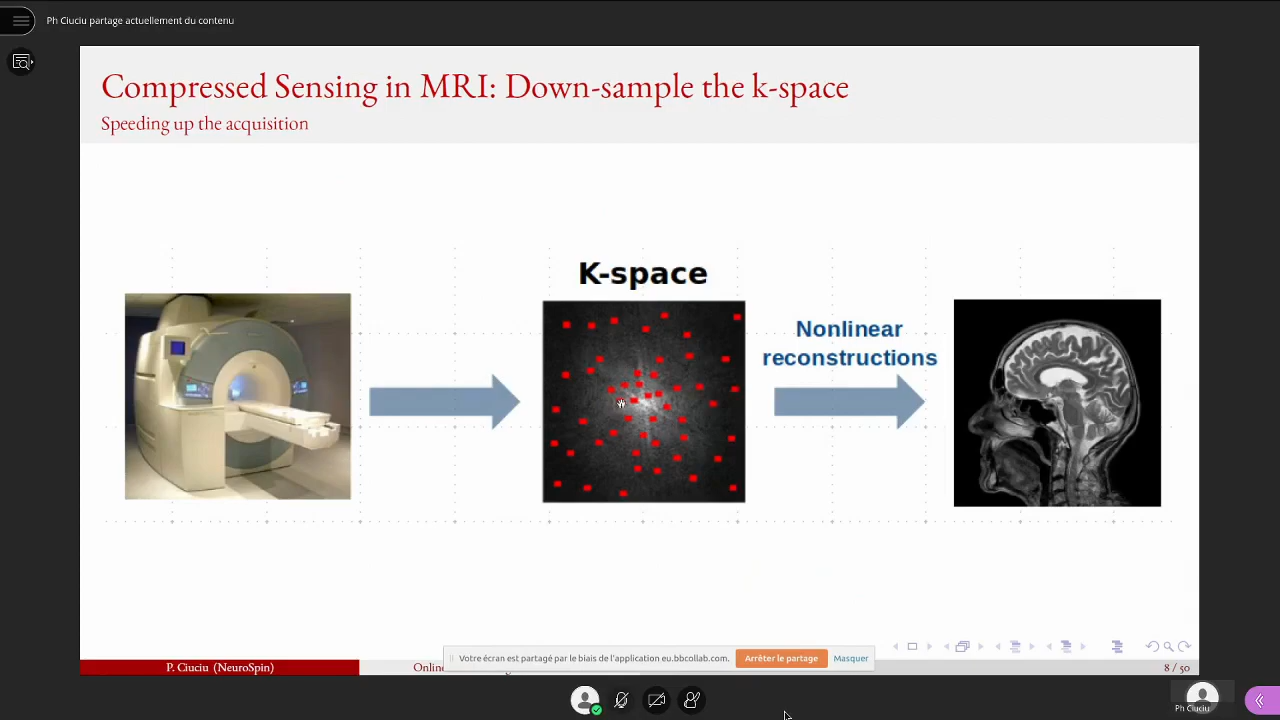 Ph Ciuciu partage actuellement du contenu
Compressed Sensing in MRI: Down-sample the k-space
Speeding up the acquisition
K-space
Nonlinear
reconstructions
Votre écran est partagé par le biais de l'application eu.bbcollab.com.
Arrêter le partage
Masquer
P. Ciuciu (NeuroSpin)
8 / 50
Ph Ciuciu